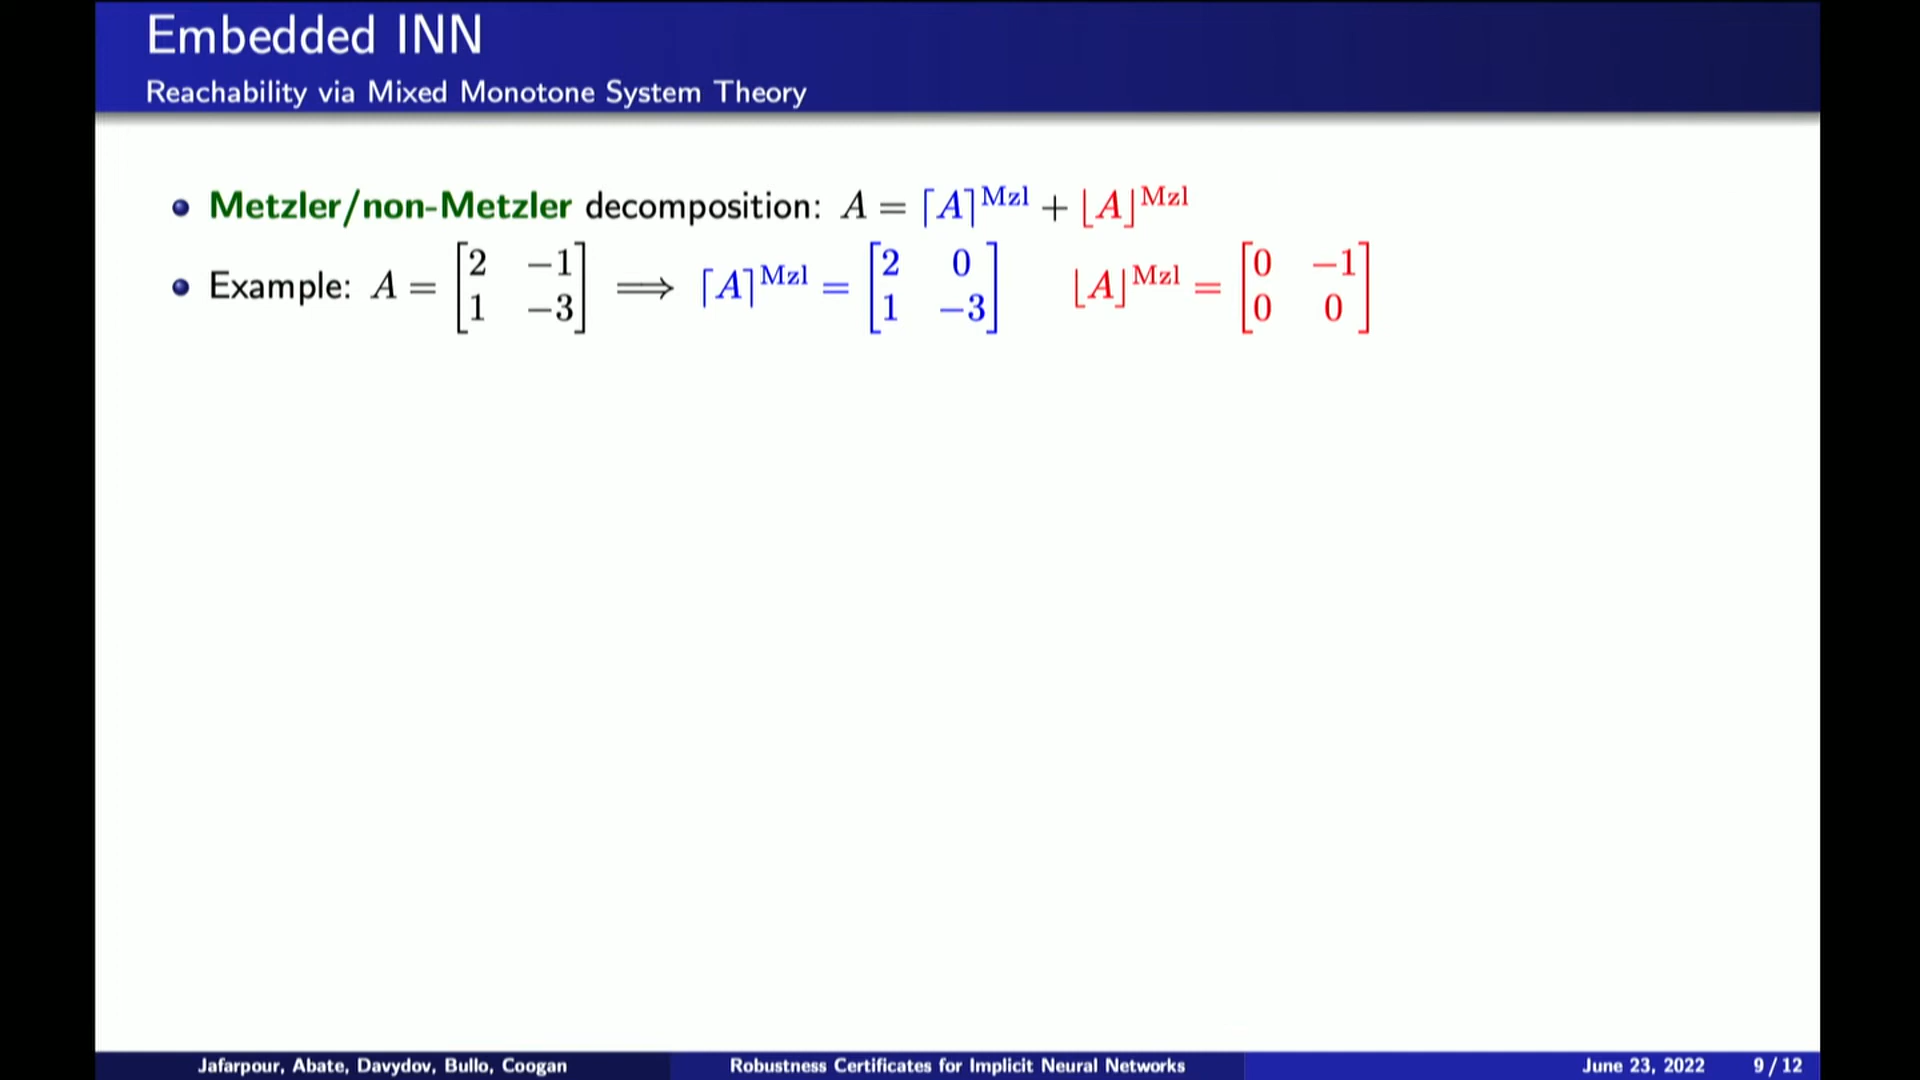 Embedded INN
Reachability via Mixed Monotone System Theory
• Metzler/non-Metzler decomposition: A = ⌈A⌉^Mzl + ⌊A⌋^Mzl
• Example: A = [2 −1; 1 −3] ⟹ ⌈A⌉^Mzl = [2 0; 1 −3] ⌊A⌋^Mzl = [0 −1; 0 0]
Jafarpour, Abate, Davydov, Bullo, Coogan Robustness Certificates for Implicit Neural Networks June 23, 2022 9 / 12